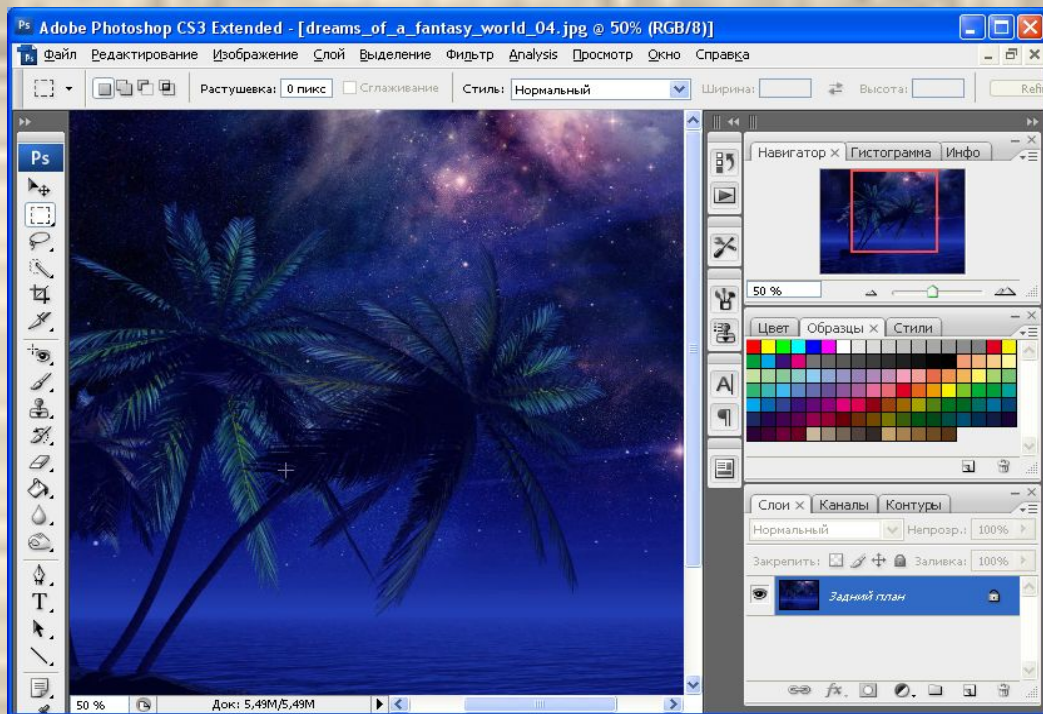 Ps Adobe Photoshop CS3 Extended - [dreams_of_a_fantasy_world_04.jpg @ 50% (RGB/8)]
Файл Редактирование Изображение Слой Выделение Фильтр Analysis Просмотр Окно Справка
Растушевка: 0 пикс Сглаживание Стиль: Нормальный Ширина: Высота:
Ps
Навигатор Гистограмма Инфо
50 %
Цвет Образцы Стили
Слои Каналы Контуры
Нормальный Непрозр.: 100%
Закрепить: Заливка: 100%
Задний план
50 % Док: 5,49M/5,49M